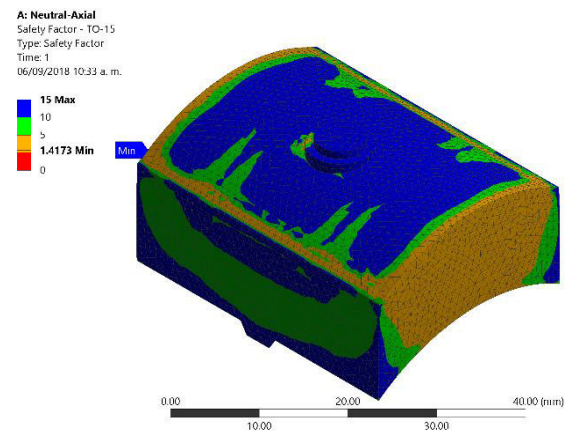 A: Neutral-Axial
Safety Factor - TO-15
Type: Safety Factor
Time: 1
06/09/2018 10:33 a. m.
15 Max
10
5
1.4173 Min
0
Min
0.00 20.00 40.00 (mm)
10.00 30.00